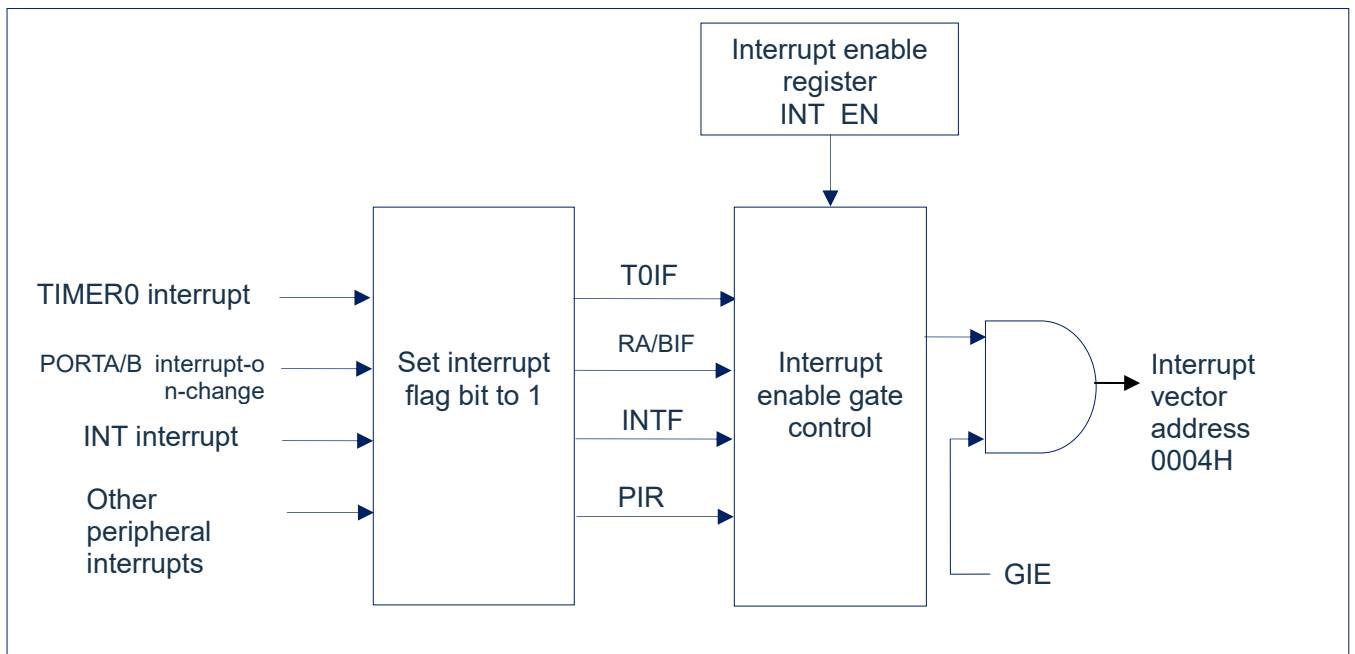 Interrupt enable
register
INT  EN
TIMER0 interrupt
PORTA/B  interrupt-o
n-change
INT interrupt
Other
peripheral
interrupts
Set interrupt
flag bit to 1
T0IF
RA/BIF
INTF
PIR
Interrupt
enable gate
control
Interrupt
vector
address
0004H
GIE